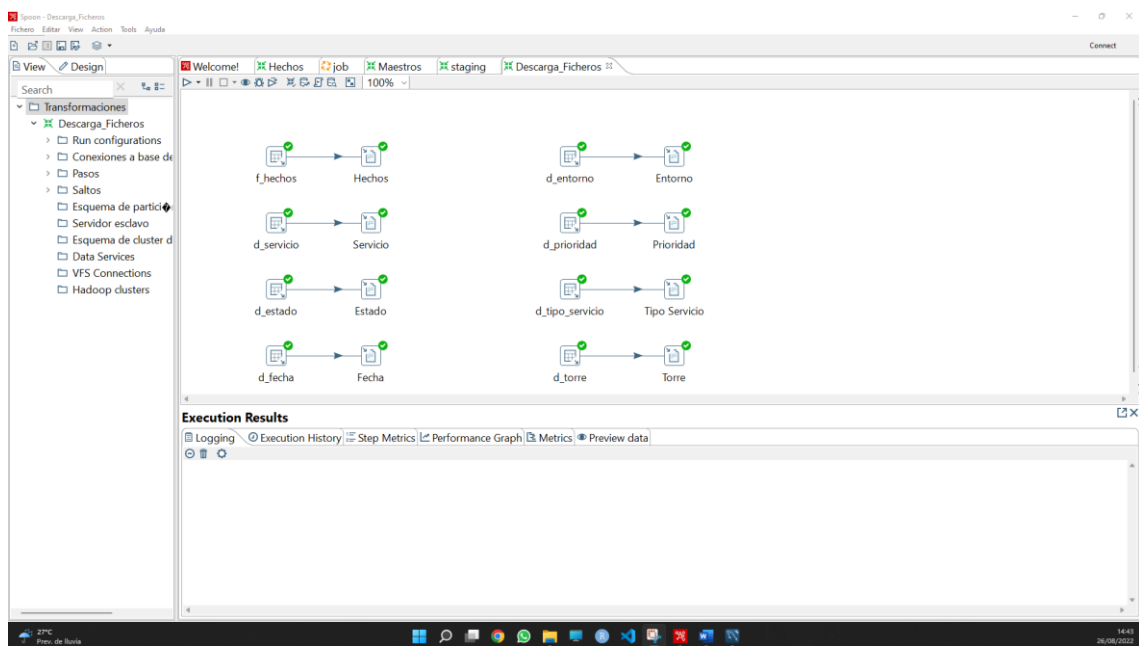 Spoon - Descarga_Ficheros
Fichero Editar View Action Tools Ayuda
Connect
View Design
Welcome! Hechos job Maestros staging Descarga_Ficheros
Search
100%
Transformaciones
Descarga_Ficheros
Run configurations
Conexiones a base de
Pasos
Saltos
Esquema de partici�
Servidor esclavo
Esquema de cluster d
Data Services
VFS Connections
Hadoop clusters
f_hechos Hechos d_entorno Entorno
d_servicio Servicio d_prioridad Prioridad
d_estado Estado d_tipo_servicio Tipo Servicio
d_fecha Fecha d_torre Torre
Execution Results
Logging Execution History Step Metrics Performance Graph Metrics Preview data
27°C
Prev. de lluvia
14:43
26/08/2022